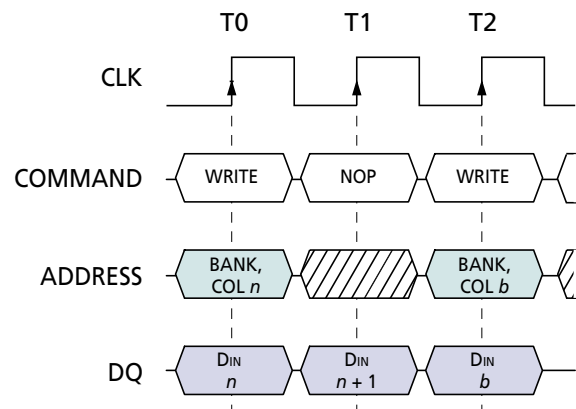 T0 T1 T2
CLK
COMMAND WRITE NOP WRITE
ADDRESS BANK, COL n BANK, COL b
DQ DIN n DIN n + 1 DIN b